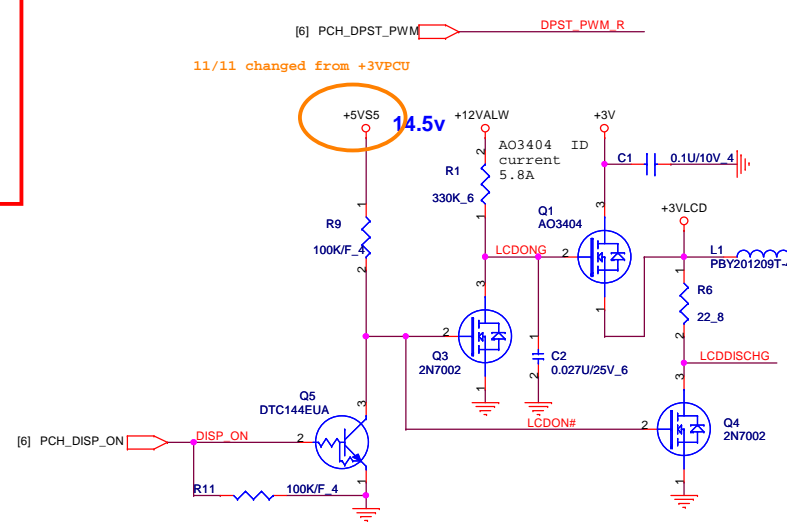 [6] PCH_DPST_PWM DPST_PWM_R
11/11 changed from +3VPCU
+5VS5 14.5v +12VALW +3V
AO3404 ID
current
5.8A
C1 0.1U/10V_4
2
R1
330K_6
1
3
Q1
AO3404
+3VLCD
1
R9
100K/F_4
2
LCDONG 2
L1
PBY201209T-4
1
R6
22_8
2
1
3
2
Q3
2N7002
1
1
C2
0.027U/25V_6
2
LCDDISCHG
3
Q5
DTC144EUA
3
[6] PCH_DISP_ON DISP_ON 2
LCDON# 2
Q4
2N7002
1
1
R11 100K/F_4